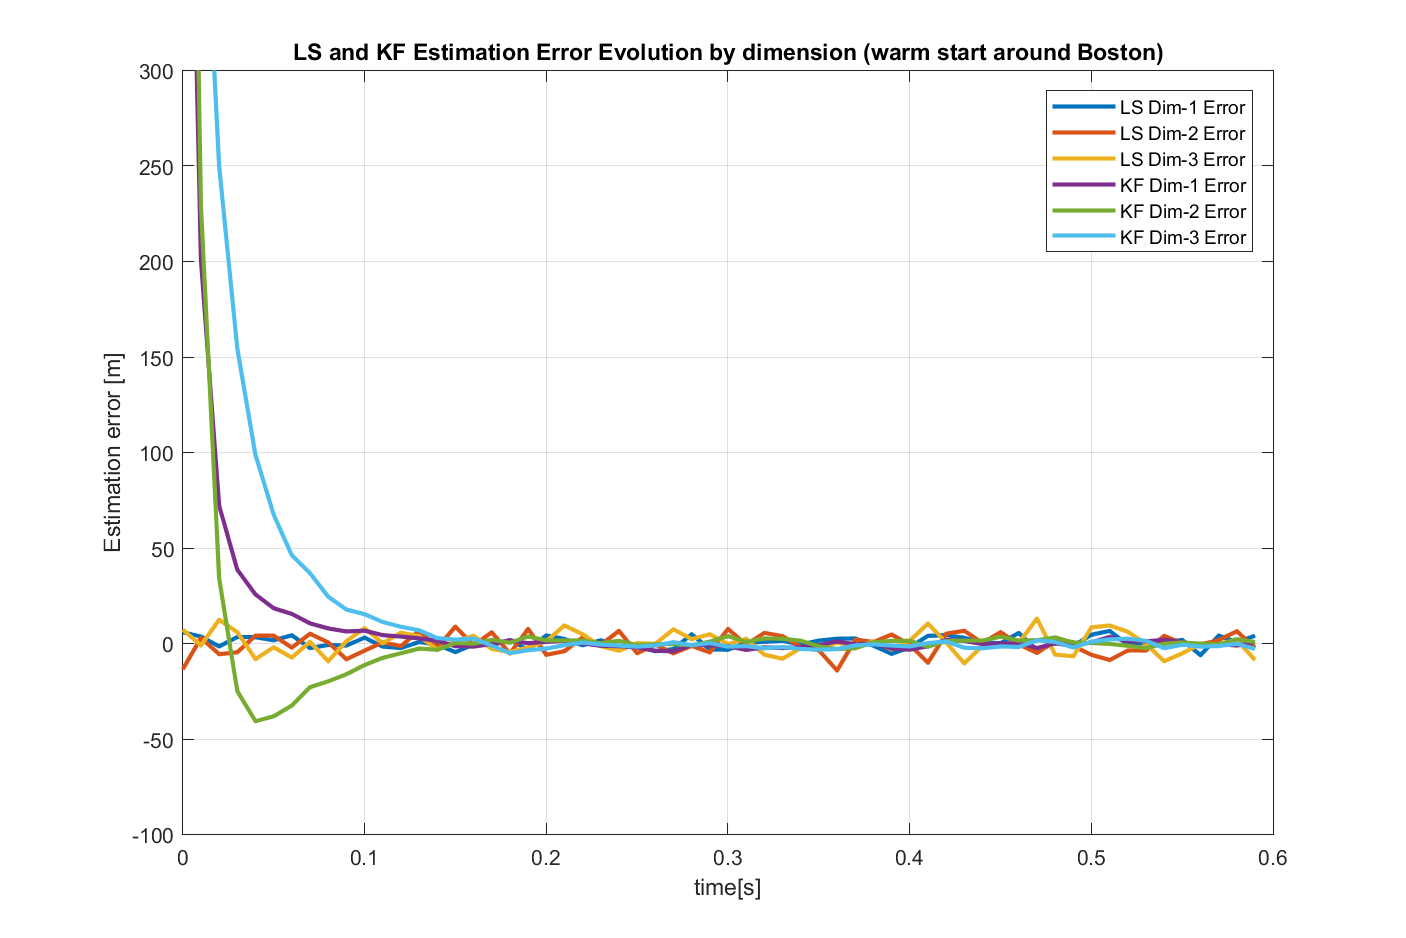 LS and KF Estimation Error Evolution by dimension (warm start around Boston)
300
250
200
150
100
50
0
-50
-100
Estimation error [m]
LS Dim-1 Error
LS Dim-2 Error
LS Dim-3 Error
KF Dim-1 Error
KF Dim-2 Error
KF Dim-3 Error
0 0.1 0.2 0.3 0.4 0.5 0.6
time[s]